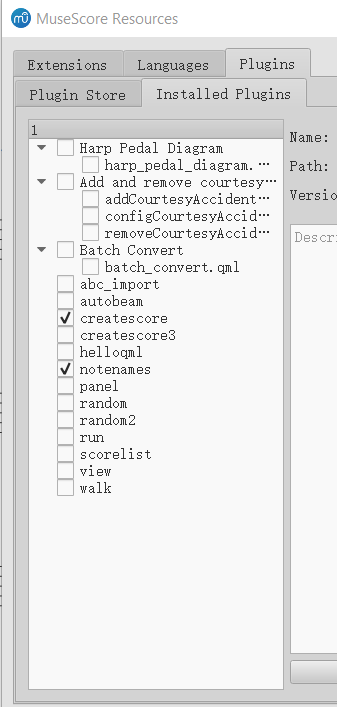 MuseScore Resources
Extensions Languages Plugins
Plugin Store Installed Plugins
1
Harp Pedal Diagram
harp_pedal_diagram.…
Add and remove courtesy…
addCourtesyAccident…
configCourtesyAccid…
removeCourtesyAccid…
Batch Convert
batch_convert.qml
abc_import
autobeam
createscore
createscore3
helloqml
notenames
panel
random
random2
run
scorelist
view
walk
Name:
Path:
Versio
Descri